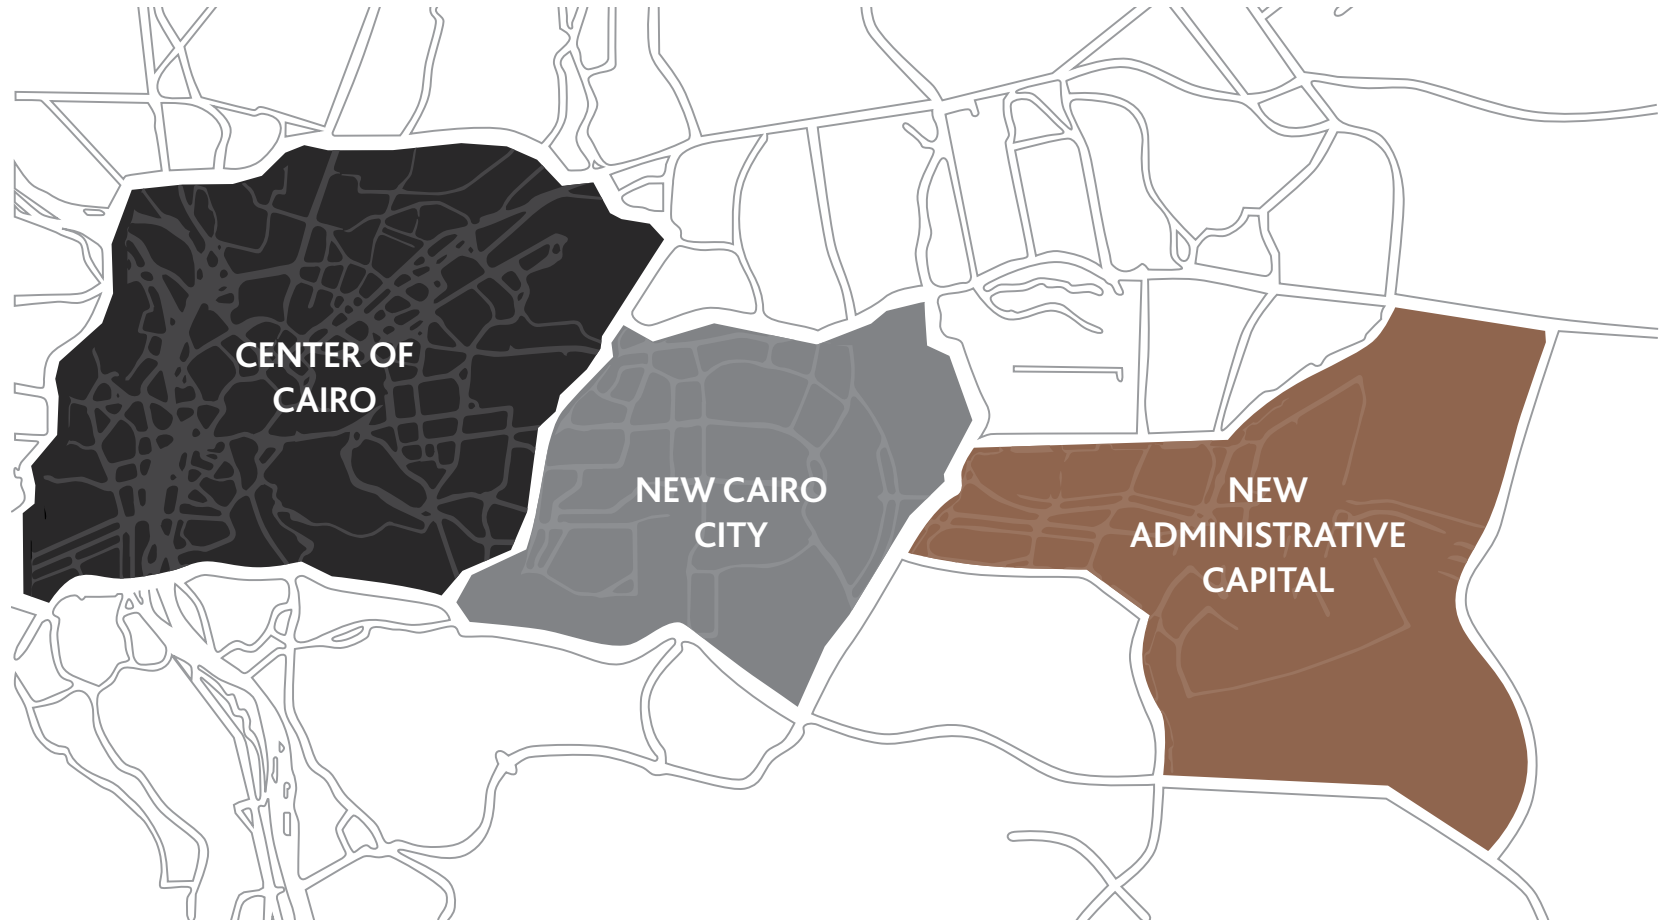 CENTER OF
CAIRO
NEW CAIRO
CITY
NEW
ADMINISTRATIVE
CAPITAL